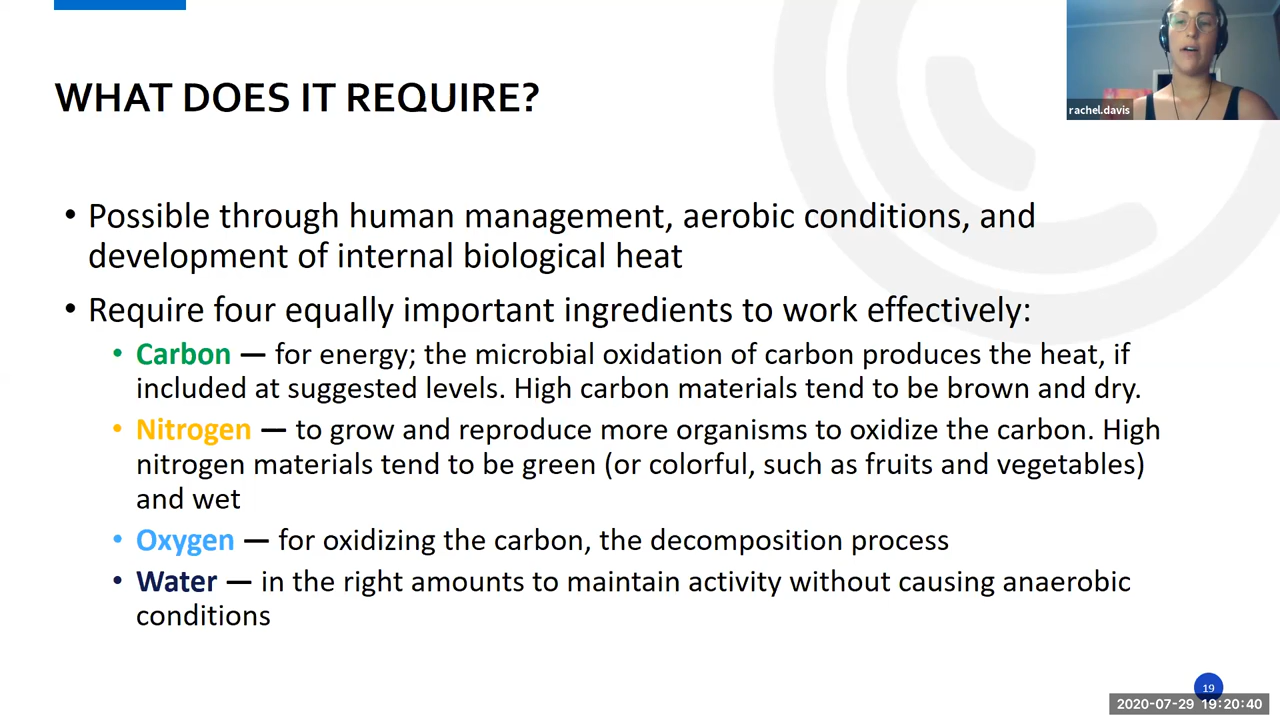 rachel.davis
WHAT DOES IT REQUIRE?
• Possible through human management, aerobic conditions, and
development of internal biological heat
• Require four equally important ingredients to work effectively:
• Carbon — for energy; the microbial oxidation of carbon produces the heat, if
included at suggested levels. High carbon materials tend to be brown and dry.
• Nitrogen — to grow and reproduce more organisms to oxidize the carbon. High
nitrogen materials tend to be green (or colorful, such as fruits and vegetables)
and wet
• Oxygen — for oxidizing the carbon, the decomposition process
• Water — in the right amounts to maintain activity without causing anaerobic
conditions
19
2020-07-29 19:20:40